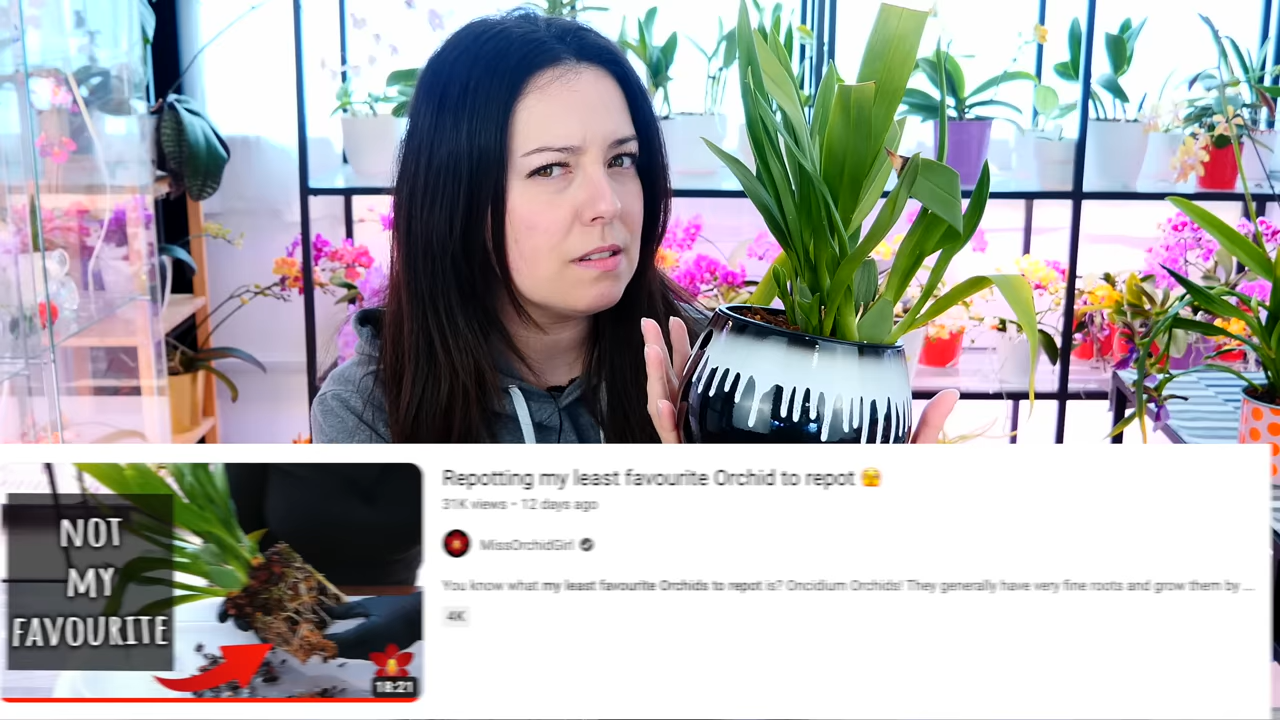 Repotting my least favourite Orchid to repot 🫣
31K views • 12 days ago
MissOrchidGirl
You know what my least favourite Orchids to repot is? Oncidium Orchids! They generally have very fine roots and grow them by ...
4K
NOT
MY
FAVOURITE
18:21